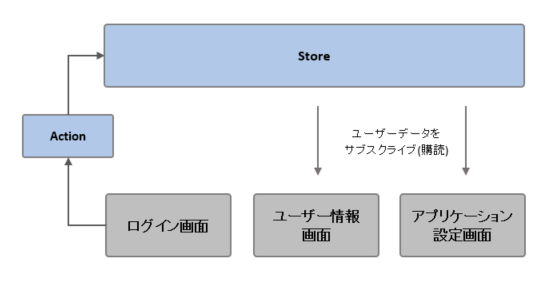 Store
Action
ユーザーデータを
サブスクライブ(購読)
ログイン画面
ユーザー情報
画面
アプリケーション
設定画面